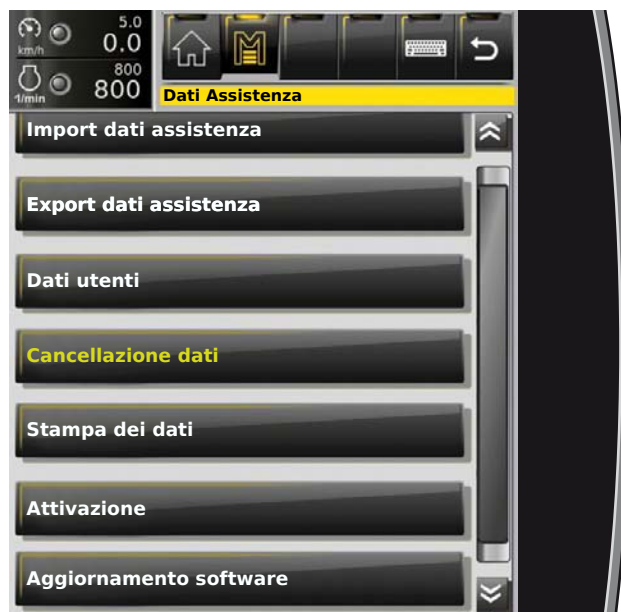 5.0
km/h 0.0
800
1/min 800
Dati Assistenza
Import dati assistenza
Export dati assistenza
Dati utenti
Cancellazione dati
Stampa dei dati
Attivazione
Aggiornamento software